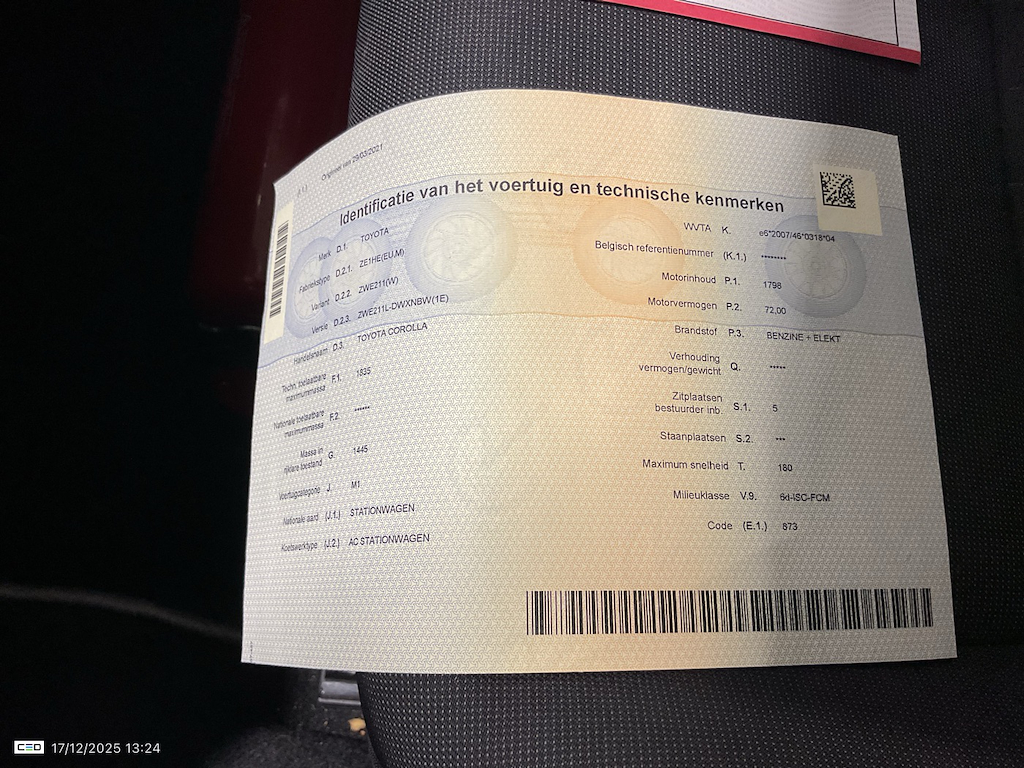 Origineel van 29/03/2021
Identificatie van het voertuig en technische kenmerken
Merk D.1. TOYOTA
Fabriekstype D.2.1. ZE1HE(EU,M)
Variant D.2.2. ZWE211(W)
Versie D.2.3. ZWE211L-DWXNBW(1E)
Handelsnaam D.3. TOYOTA COROLLA
Techn. toelaatbare
maximummassa F.1. 1835
Nationale toelaatbare
maximummassa F.2. ******
Massa in
rijklare toestand G. 1445
Voertuigcategorie J. M1
Nationale aard (J.1.) STATIONWAGEN
Koetswerktype (J.2.) AC STATIONWAGEN
WVTA K. e6*2007/46*0318*04
Belgisch referentienummer (K.1.) ********
Motorinhoud P.1. 1798
Motorvermogen P.2. 72,00
Brandstof P.3. BENZINE + ELEKT
Verhouding
vermogen/gewicht Q. *****
Zitplaatsen
bestuurder inb. S.1. 5
Staanplaatsen S.2. ***
Maximum snelheid T. 180
Milieuklasse V.9. 6d-ISC-FCM
Code (E.1.) 873
CEO 17/12/2025 13:24